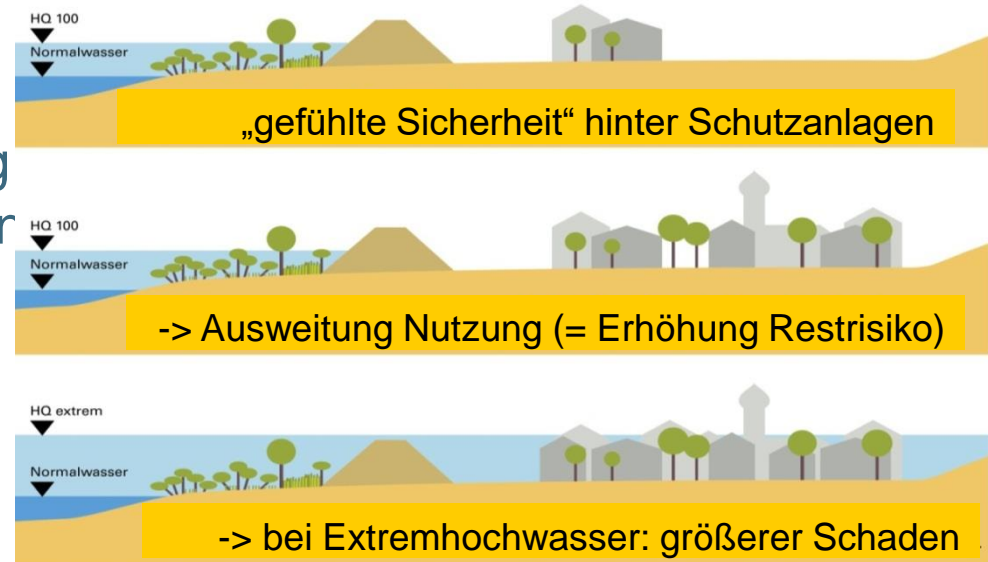 HQ 100
Normalwasser
„gefühlte Sicherheit“ hinter Schutzanlagen
g
HQ 100
Normalwasser
-> Ausweitung Nutzung (= Erhöhung Restrisiko)
HQ extrem
Normalwasser
-> bei Extremhochwasser: größerer Schaden